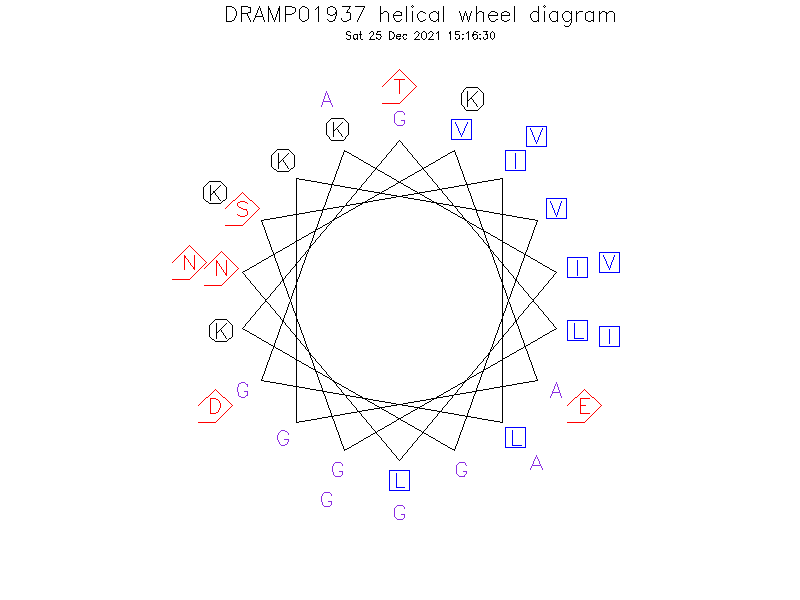 DRAMP01937 helical wheel diagram
Sat 25 Dec 2021 15:16:30
T
A K
G
K V
V
K I
K
S V
N N I V
K L I
G A
D E
G L
A
G G
L
G
G